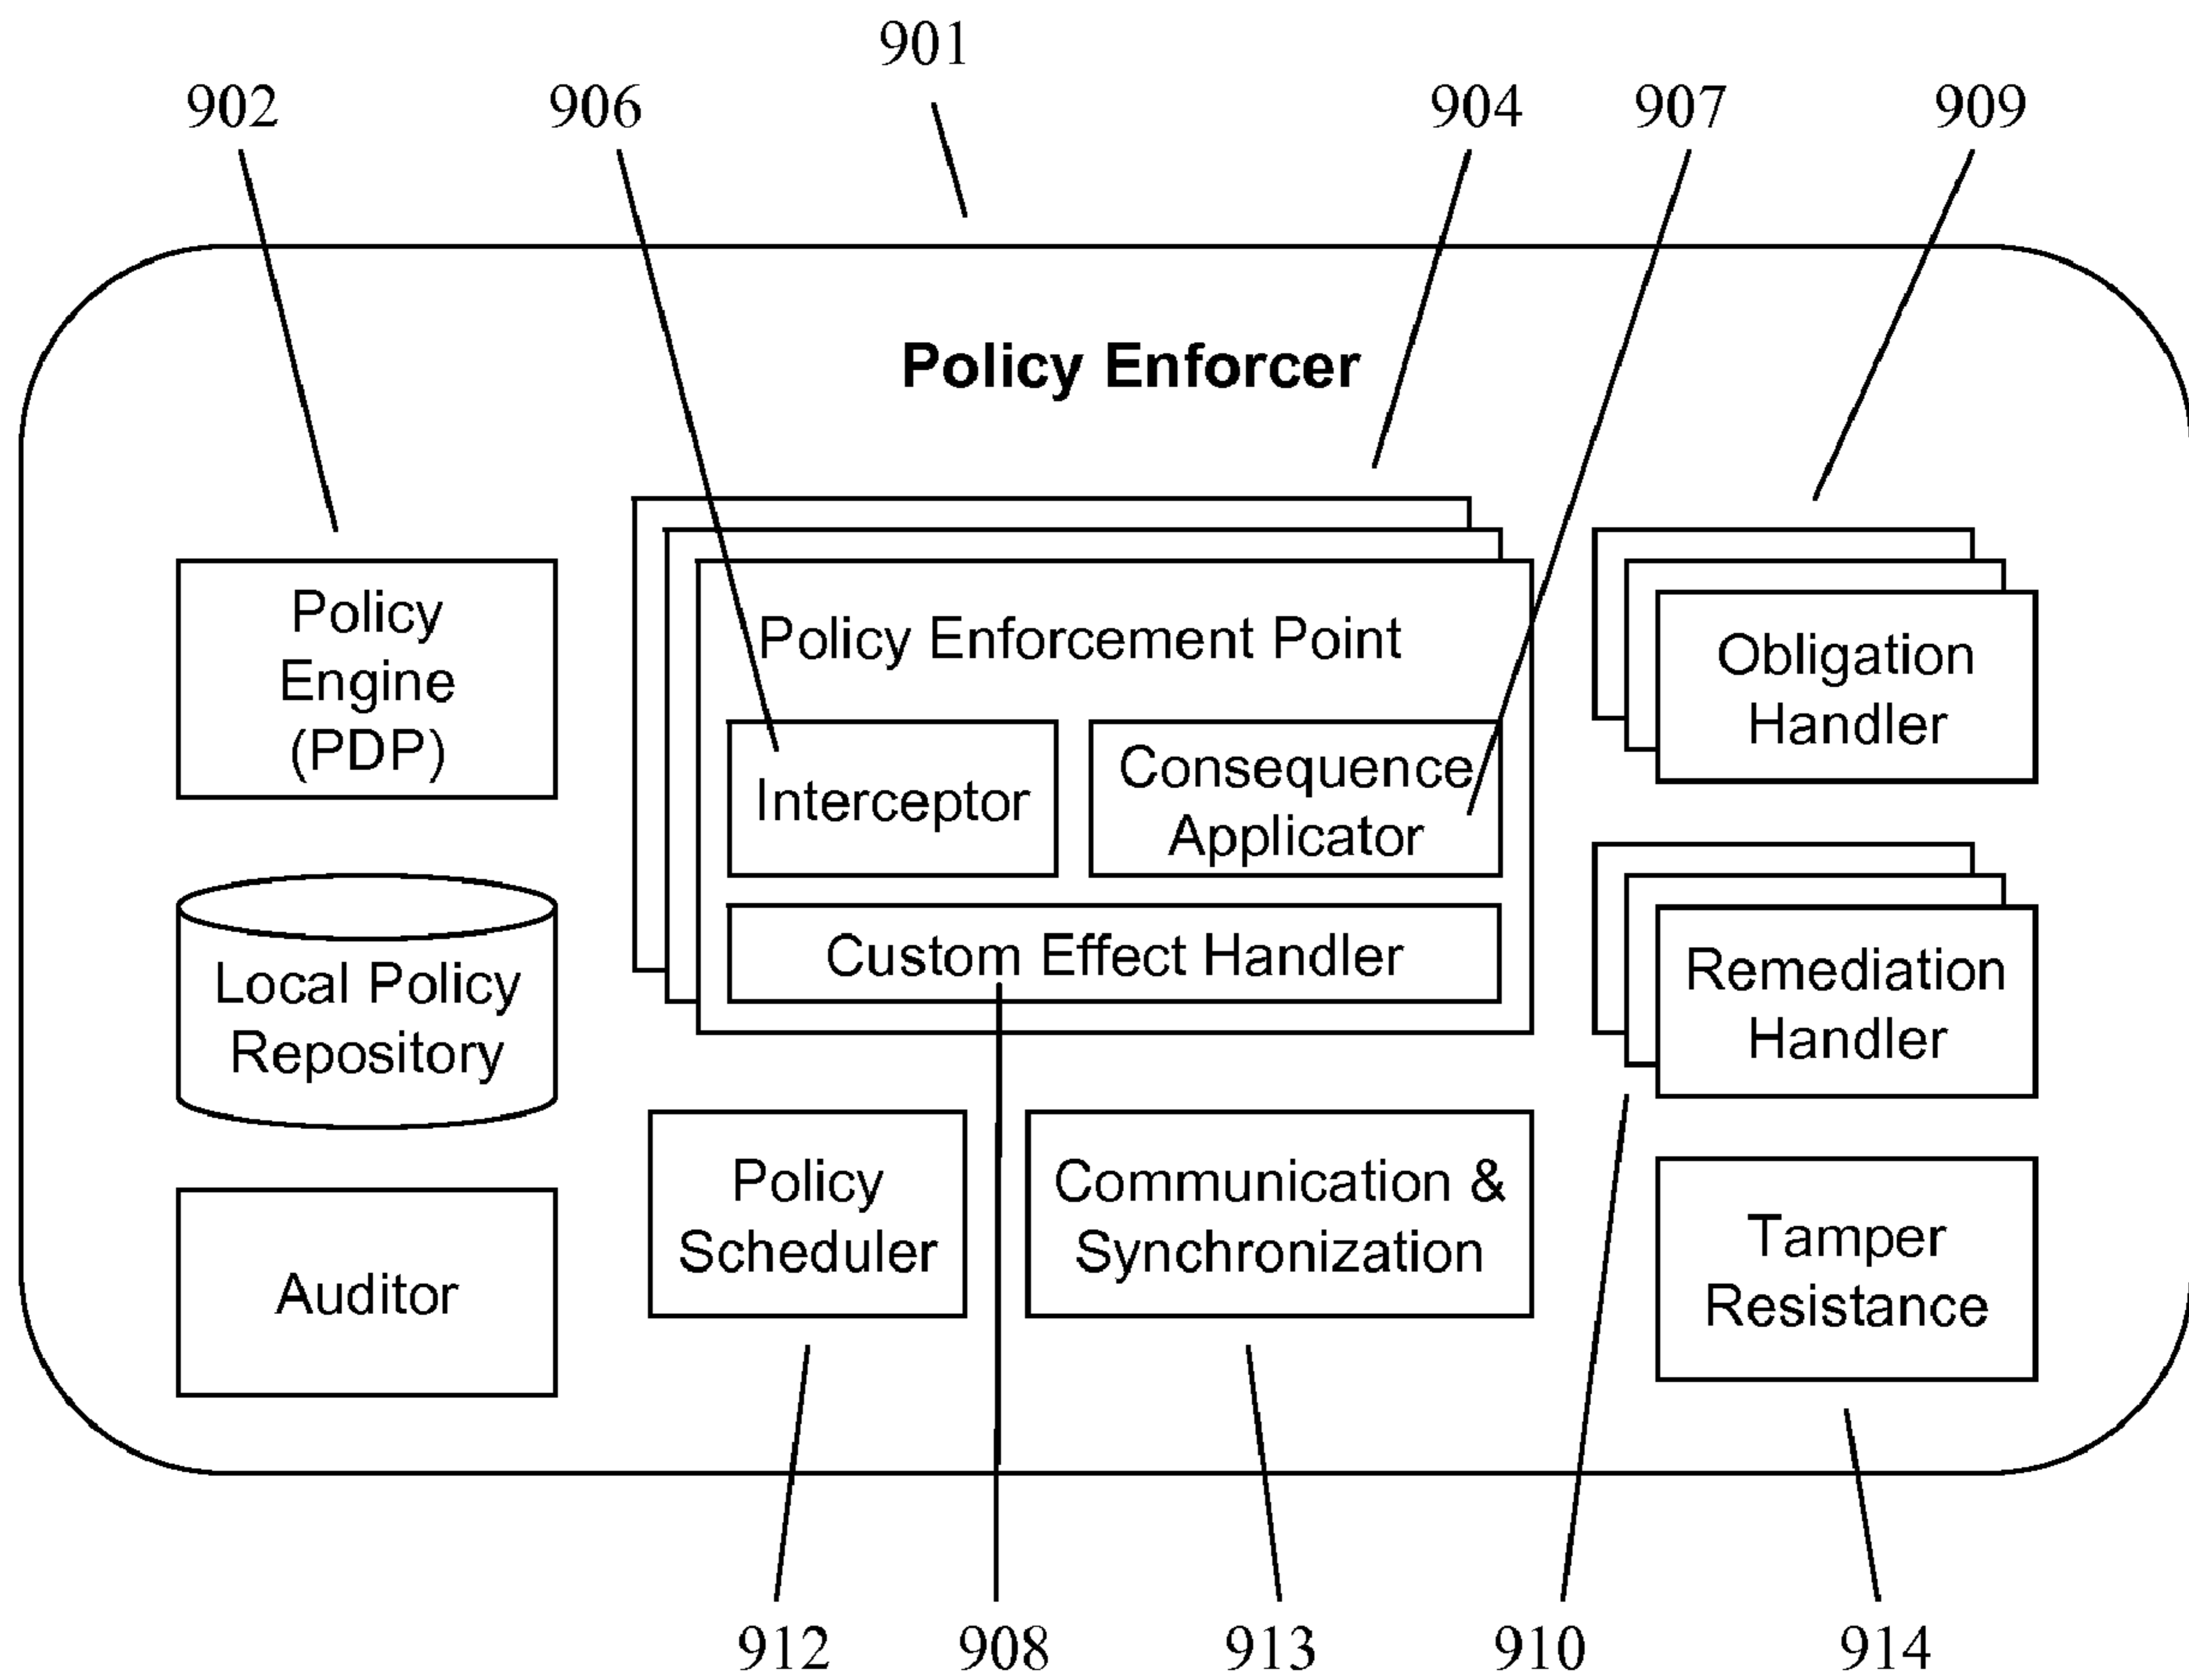 901
902
906
904
907
909
Policy Enforcer
Policy
Engine
(PDP)
Policy Enforcement Point
Interceptor
Consequence
Applicator
Custom Effect Handler
Obligation
Handler
Local Policy
Repository
Remediation
Handler
Auditor
Policy
Scheduler
Communication &
Synchronization
Tamper
Resistance
912
908
913
910
914